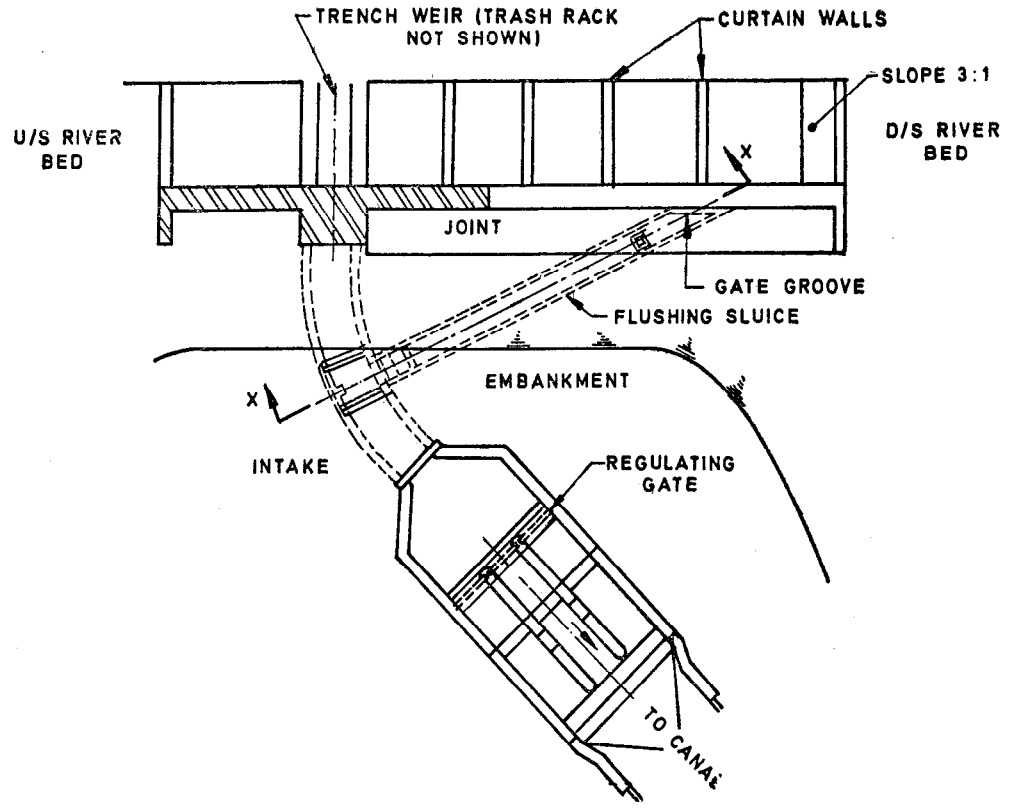 TRENCH WEIR (TRASH RACK
NOT SHOWN)
CURTAIN WALLS
SLOPE 3:1
U/S RIVER
BED
D/S RIVER
BED
X
JOINT
GATE GROOVE
FLUSHING SLUICE
EMBANKMENT
X
INTAKE
REGULATING
GATE
TO CANAL